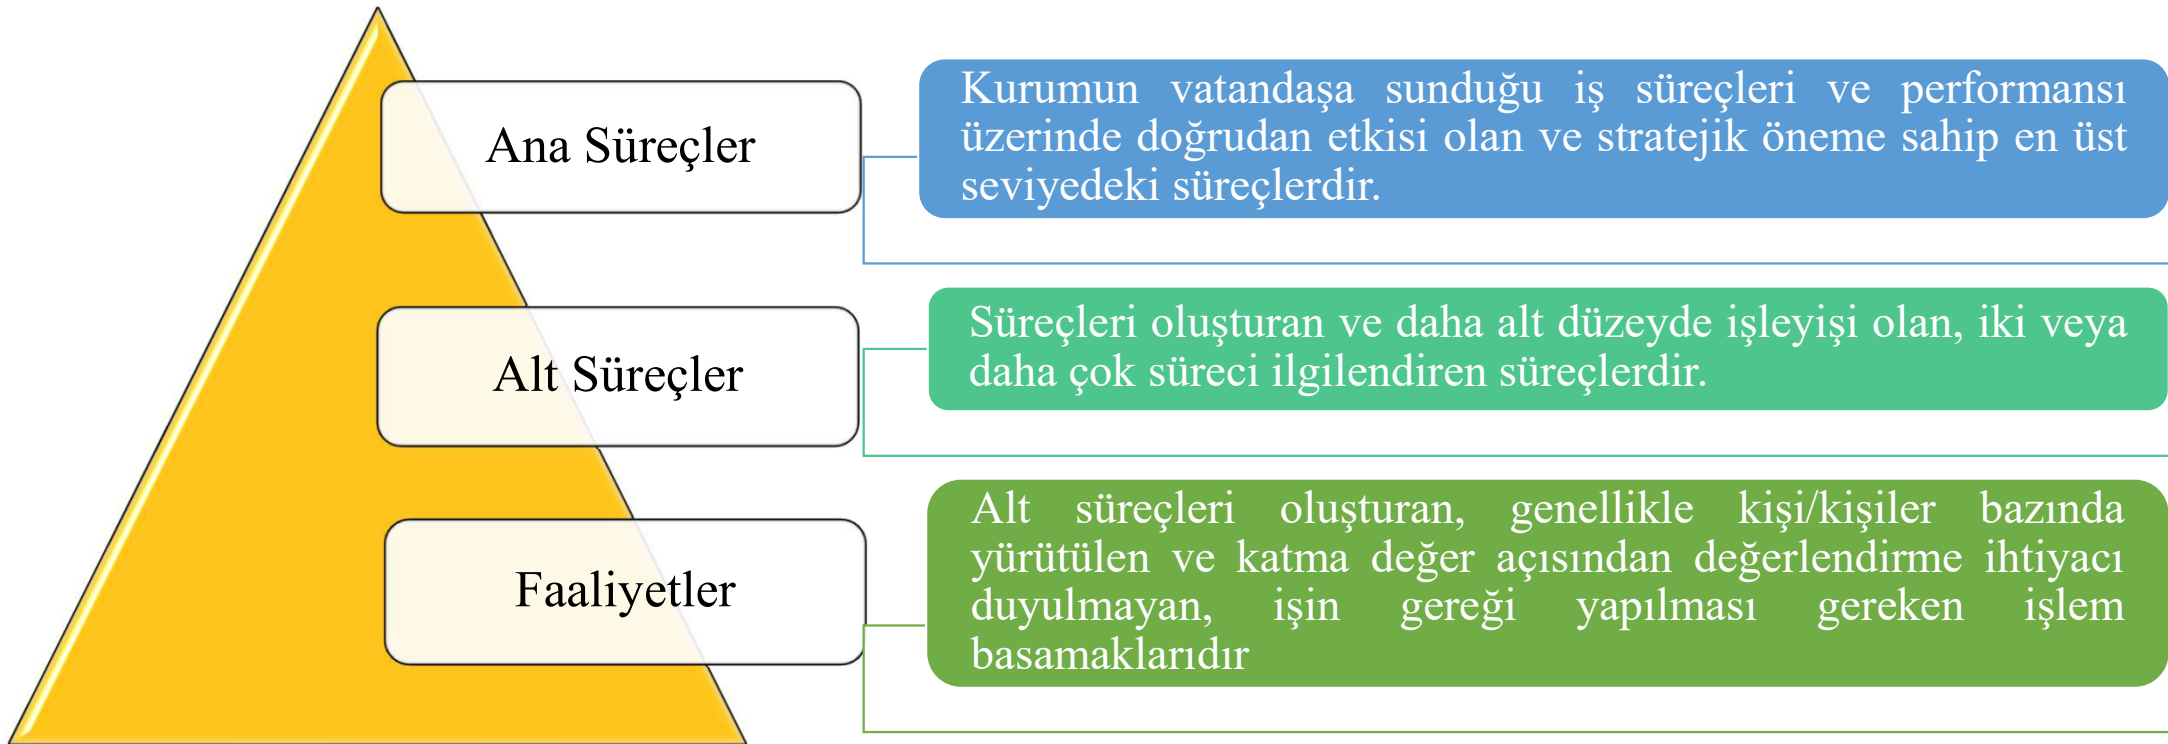 Ana Süreçler
Kurumun vatandaşa sunduğu iş süreçleri ve performansı
üzerinde doğrudan etkisi olan ve stratejik öneme sahip en üst
seviyedeki süreçlerdir.
Alt Süreçler
Süreçleri oluşturan ve daha alt düzeyde işleyişi olan, iki veya
daha çok süreci ilgilendiren süreçlerdir.
Faaliyetler
Alt süreçleri oluşturan, genellikle kişi/kişiler bazında
yürütülen ve katma değer açısından değerlendirme ihtiyacı
duyulmayan, işin gereği yapılması gereken işlem
basamaklarıdır